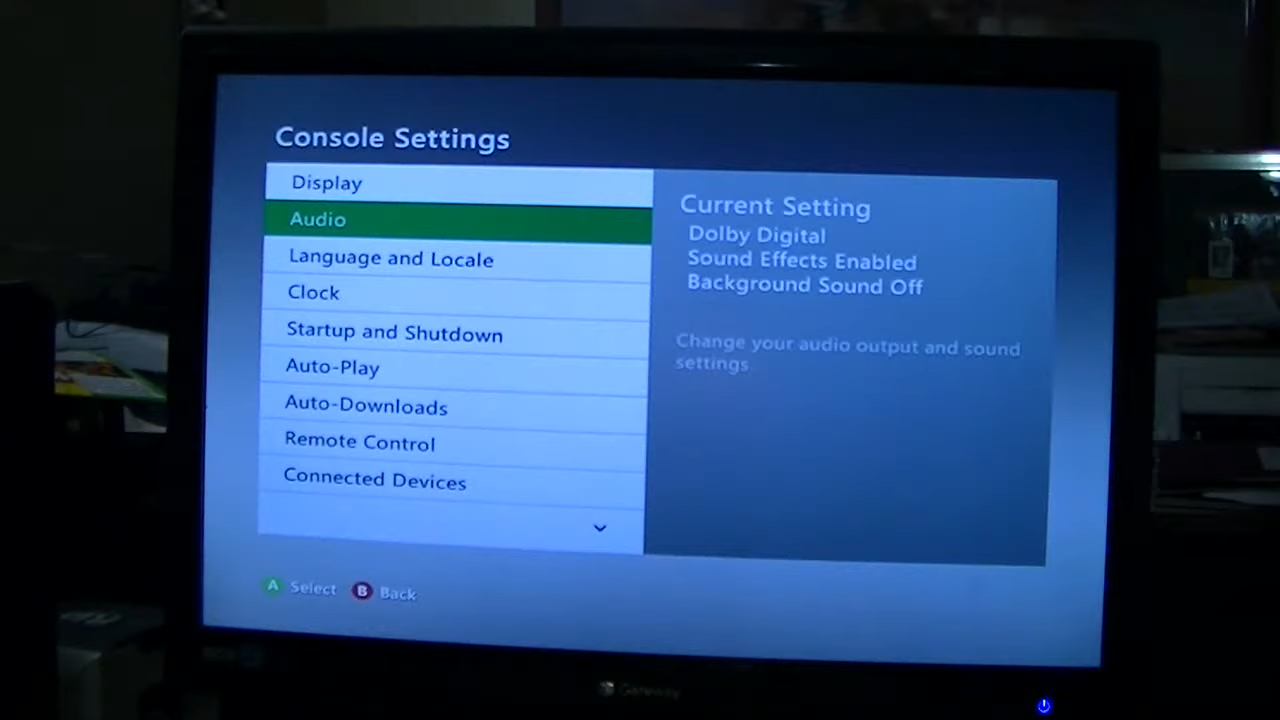 Console Settings
Display
Audio
Language and Locale
Clock
Startup and Shutdown
Auto-Play
Auto-Downloads
Remote Control
Connected Devices
Current Setting
Dolby Digital
Sound Effects Enabled
Background Sound Off
Change your audio output and sound
settings
A Select B Back
Gateway